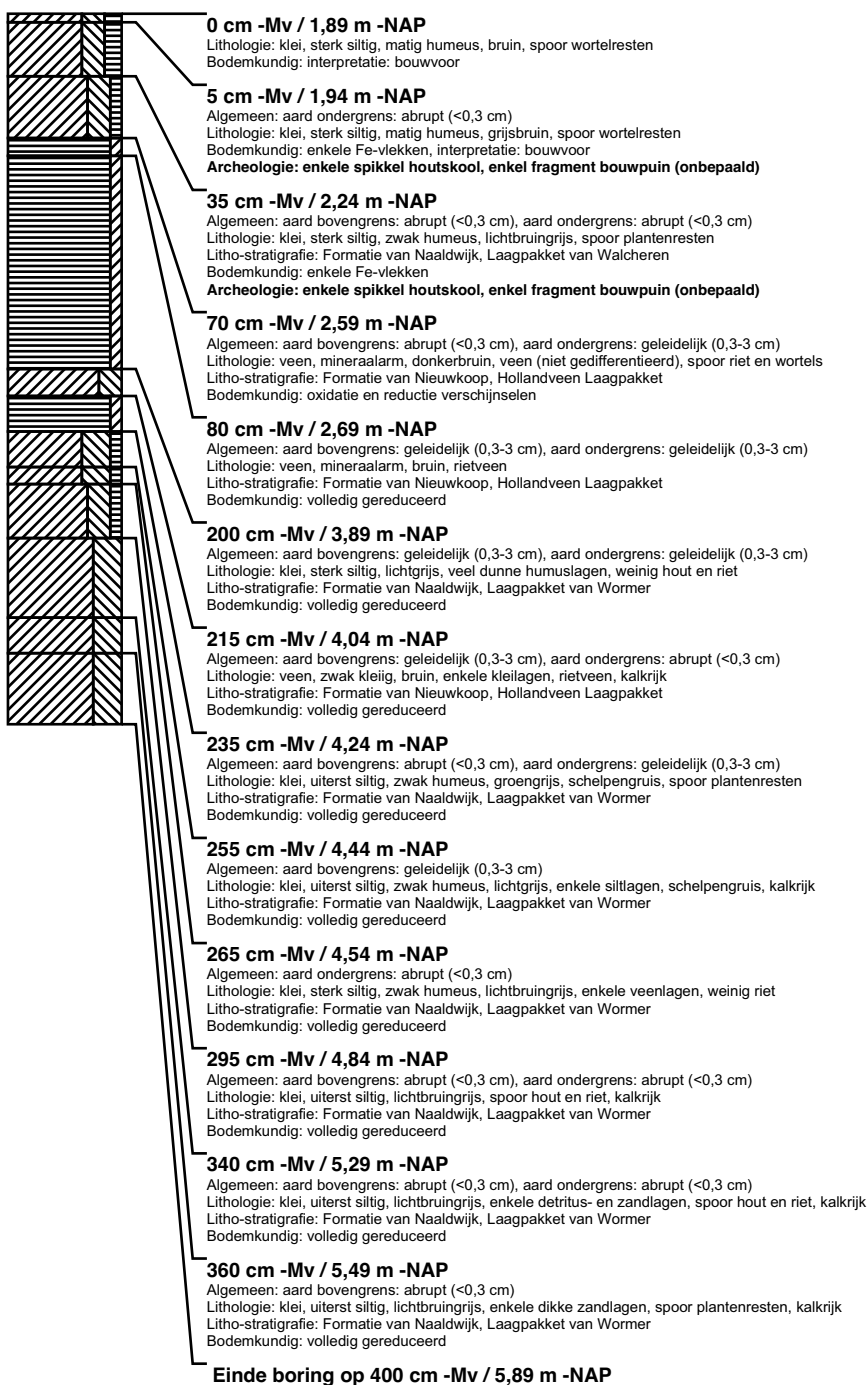 0 cm -Mv / 1,89 m -NAP
Lithologie: klei, sterk siltig, matig humeus, bruin, spoor wortelresten
Bodemkundig: interpretatie: bouwvoor
5 cm -Mv / 1,94 m -NAP
Algemeen: aard ondergrens: abrupt (<0,3 cm)
Lithologie: klei, sterk siltig, matig humeus, grijsbruin, spoor wortelresten
Bodemkundig: enkele Fe-vlekken, interpretatie: bouwvoor
Archeologie: enkele spikkel houtskool, enkel fragment bouwpuin (onbepaald)
35 cm -Mv / 2,24 m -NAP
Algemeen: aard bovengrens: abrupt (<0,3 cm), aard ondergrens: abrupt (<0,3 cm)
Lithologie: klei, sterk siltig, zwak humeus, lichtbruingrijs, spoor plantenresten
Litho-stratigrafie: Formatie van Naaldwijk, Laagpakket van Walcheren
Bodemkundig: enkele Fe-vlekken
Archeologie: enkele spikkel houtskool, enkel fragment bouwpuin (onbepaald)
70 cm -Mv / 2,59 m -NAP
Algemeen: aard bovengrens: abrupt (<0,3 cm), aard ondergrens: geleidelijk (0,3-3 cm)
Lithologie: veen, mineraalarm, donkerbruin, veen (niet gedifferentieerd), spoor riet en wortels
Litho-stratigrafie: Formatie van Nieuwkoop, Hollandveen Laagpakket
Bodemkundig: oxidatie en reductie verschijnselen
80 cm -Mv / 2,69 m -NAP
Algemeen: aard bovengrens: geleidelijk (0,3-3 cm), aard ondergrens: geleidelijk (0,3-3 cm)
Lithologie: veen, mineraalarm, bruin, rietveen
Litho-stratigrafie: Formatie van Nieuwkoop, Hollandveen Laagpakket
Bodemkundig: volledig gereduceerd
200 cm -Mv / 3,89 m -NAP
Algemeen: aard bovengrens: geleidelijk (0,3-3 cm), aard ondergrens: geleidelijk (0,3-3 cm)
Lithologie: klei, sterk siltig, lichtgrijs, veel dunne humuslagen, weinig hout en riet
Litho-stratigrafie: Formatie van Naaldwijk, Laagpakket van Wormer
Bodemkundig: volledig gereduceerd
215 cm -Mv / 4,04 m -NAP
Algemeen: aard bovengrens: geleidelijk (0,3-3 cm), aard ondergrens: abrupt (<0,3 cm)
Lithologie: veen, zwak kleiig, bruin, enkele kleilagen, rietveen, kalkrijk
Litho-stratigrafie: Formatie van Nieuwkoop, Hollandveen Laagpakket
Bodemkundig: volledig gereduceerd
235 cm -Mv / 4,24 m -NAP
Algemeen: aard bovengrens: abrupt (<0,3 cm), aard ondergrens: geleidelijk (0,3-3 cm)
Lithologie: klei, uiterst siltig, zwak humeus, groengrijs, schelpengruis, spoor plantenresten
Litho-stratigrafie: Formatie van Naaldwijk, Laagpakket van Wormer
Bodemkundig: volledig gereduceerd
255 cm -Mv / 4,44 m -NAP
Algemeen: aard bovengrens: geleidelijk (0,3-3 cm)
Lithologie: klei, uiterst siltig, zwak humeus, lichtgrijs, enkele siltlagen, schelpengruis, kalkrijk
Litho-stratigrafie: Formatie van Naaldwijk, Laagpakket van Wormer
Bodemkundig: volledig gereduceerd
265 cm -Mv / 4,54 m -NAP
Algemeen: aard ondergrens: abrupt (<0,3 cm)
Lithologie: klei, sterk siltig, zwak humeus, lichtbruingrijs, enkele veenlagen, weinig riet
Litho-stratigrafie: Formatie van Naaldwijk, Laagpakket van Wormer
Bodemkundig: volledig gereduceerd
295 cm -Mv / 4,84 m -NAP
Algemeen: aard bovengrens: abrupt (<0,3 cm), aard ondergrens: abrupt (<0,3 cm)
Lithologie: klei, uiterst siltig, lichtbruingrijs, spoor hout en riet, kalkrijk
Litho-stratigrafie: Formatie van Naaldwijk, Laagpakket van Wormer
Bodemkundig: volledig gereduceerd
340 cm -Mv / 5,29 m -NAP
Algemeen: aard bovengrens: abrupt (<0,3 cm), aard ondergrens: abrupt (<0,3 cm)
Lithologie: klei, uiterst siltig, lichtbruingrijs, enkele detritus- en zandlagen, spoor hout en riet, kalkrijk
Litho-stratigrafie: Formatie van Naaldwijk, Laagpakket van Wormer
Bodemkundig: volledig gereduceerd
360 cm -Mv / 5,49 m -NAP
Algemeen: aard bovengrens: abrupt (<0,3 cm)
Lithologie: klei, uiterst siltig, lichtbruingrijs, enkele dikke zandlagen, spoor plantenresten, kalkrijk
Litho-stratigrafie: Formatie van Naaldwijk, Laagpakket van Wormer
Bodemkundig: volledig gereduceerd
Einde boring op 400 cm -Mv / 5,89 m -NAP